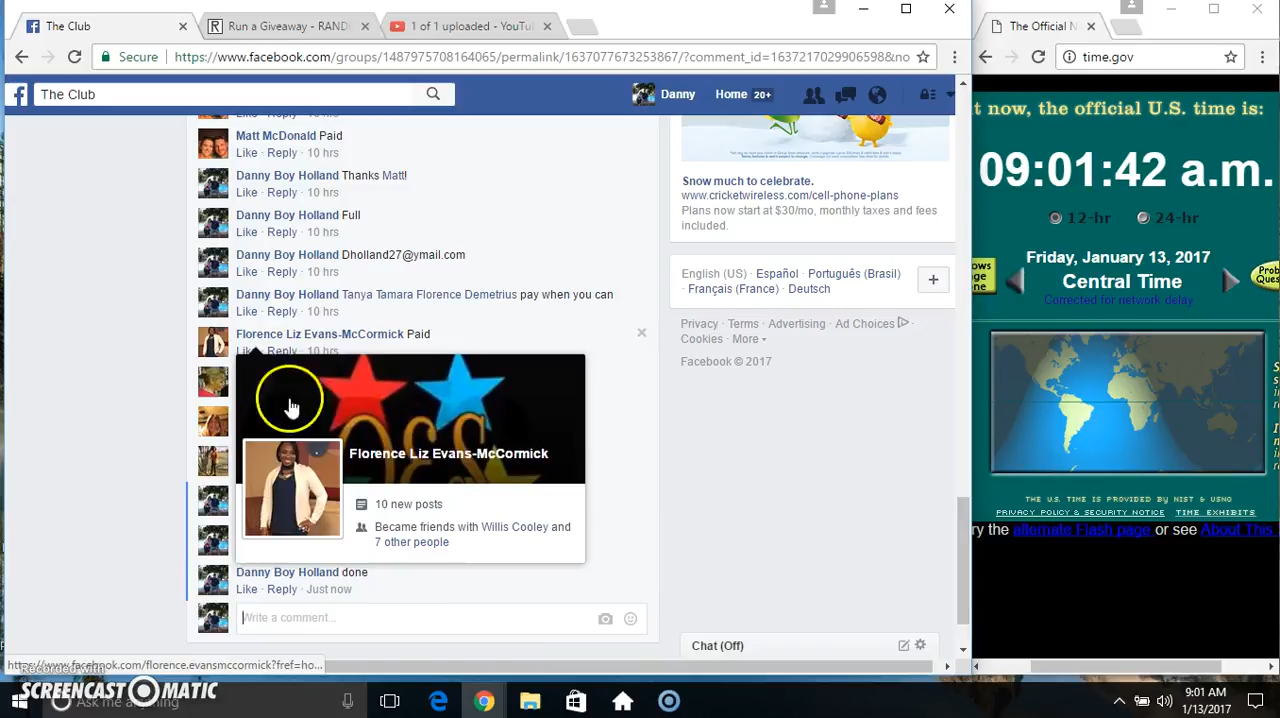 The Club
Run a Giveaway - RAND
1 of 1 uploaded - YouTu
The Official N
Secure
https://www.facebook.com/groups/1487975708164065/permalink/1637077673253867/?comment_id=1637217029906598&no
time.gov
The Club
Danny
Home 20+
t now, the official U.S. time is:
09:01:42 a.m.
12-hr
24-hr
Friday, January 13, 2017
Central Time
Corrected for network delay
Matt McDonald Paid
Like · Reply · 10 hrs
Danny Boy Holland Thanks Matt!
Like · Reply · 10 hrs
Danny Boy Holland Full
Like · Reply · 10 hrs
Danny Boy Holland Dholland27@ymail.com
Like · Reply · 10 hrs
Danny Boy Holland Tanya Tamara Florence Demetrius pay when you can
Like · Reply · 10 hrs
Florence Liz Evans-McCormick Paid
Like · Reply · 10 hrs
Florence Liz Evans-McCormick
10 new posts
Became friends with Willis Cooley and
7 other people
Danny Boy Holland done
Like · Reply · Just now
Write a comment...
Snow much to celebrate.
www.cricketwireless.com/cell-phone-plans
Plans now start at $30/mo, monthly taxes and fees
included.
English (US) · Español · Português (Brasil)
· Français (France) · Deutsch
Privacy · Terms · Advertising · Ad Choices
Cookies · More
Facebook © 2017
Chat (Off)
THE U.S. TIME IS PROVIDED BY NIST & USNO
PRIVACY POLICY & SECURITY NOTICE TIME EXHIBITS
ry the alternate Flash page or see About This
https://www.facebook.com/florence.evansmccormick?fref=ho...
Recorded with
SCREENCAST-O-MATIC
Ask me anything
9:01 AM
1/13/2017